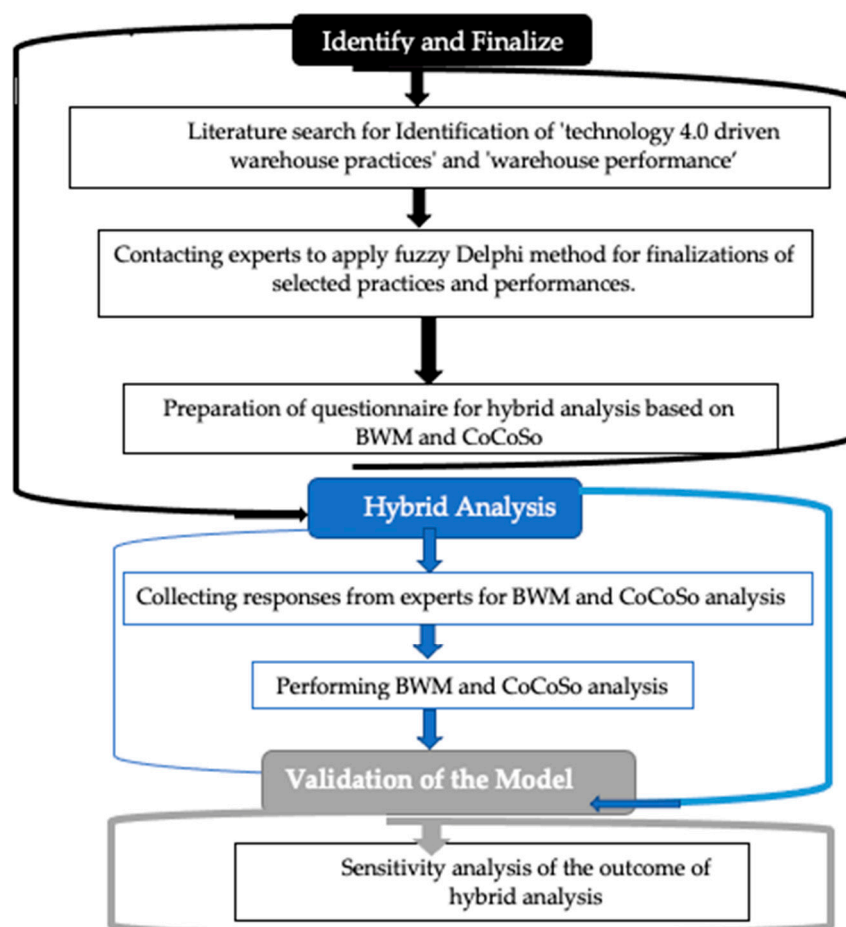 Identify and Finalize
Literature search for Identification of 'technology 4.0 driven
warehouse practices' and 'warehouse performance’
Contacting experts to apply fuzzy Delphi method for finalizations of
selected practices and performances.
Preparation of questionnaire for hybrid analysis based on
BWM and CoCoSo
Hybrid Analysis
Collecting responses from experts for BWM and CoCoSo analysis
Performing BWM and CoCoSo analysis
Validation of the Model
Sensitivity analysis of the outcome of
hybrid analysis